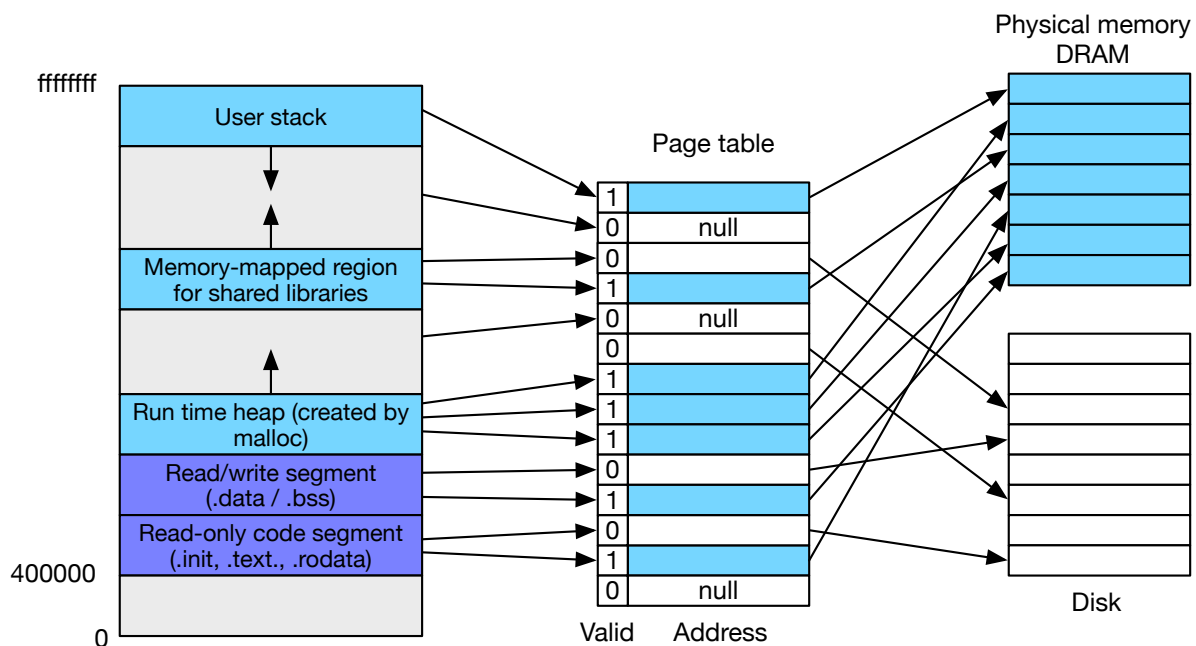 Physical memory
DRAM
ffffffff
User stack
Page table
1
0 null
0
Memory-mapped region
for shared libraries
1
0 null
0
1
Run time heap (created by
malloc)
1
1
Read/write segment
(.data / .bss)
0
1
Read-only code segment
(.init, .text., .rodata)
0
1
400000
0 null
Disk
0
Valid Address